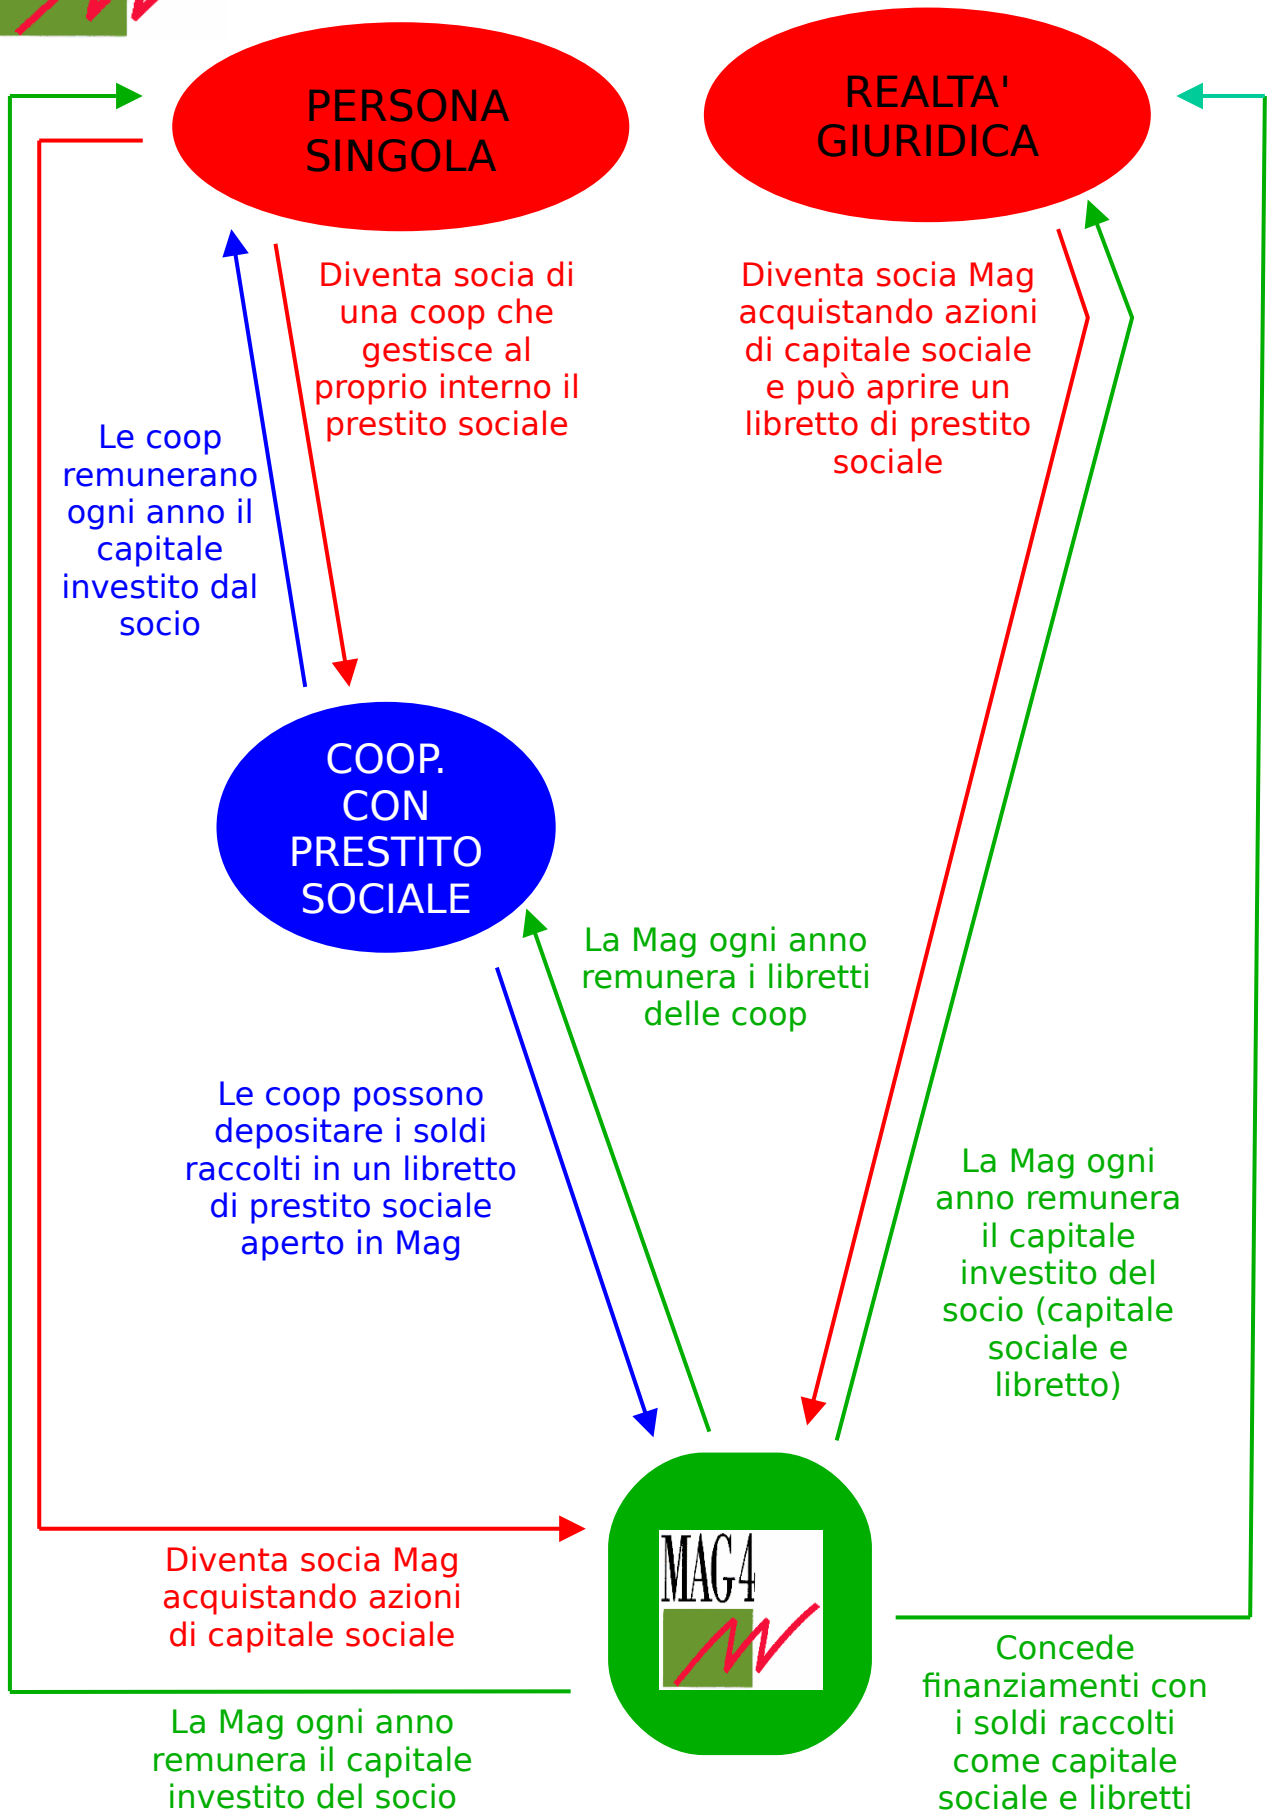 PERSONA
SINGOLA
REALTA'
GIURIDICA
Diventa socia di
una coop che
gestisce al
proprio interno il
prestito sociale
Diventa socia Mag
acquistando azioni
di capitale sociale
e può aprire un
libretto di prestito
sociale
Le coop
remunerano
ogni anno il
capitale
investito dal
socio
COOP.
CON
PRESTITO
SOCIALE
La Mag ogni anno
remunera i libretti
delle coop
Le coop possono
depositare i soldi
raccolti in un libretto
di prestito sociale
aperto in Mag
La Mag ogni
anno remunera
il capitale
investito del
socio (capitale
sociale e
libretto)
MAG4
Diventa socia Mag
acquistando azioni
di capitale sociale
La Mag ogni anno
remunera il capitale
investito del socio
Concede
finanziamenti con
i soldi raccolti
come capitale
sociale e libretti